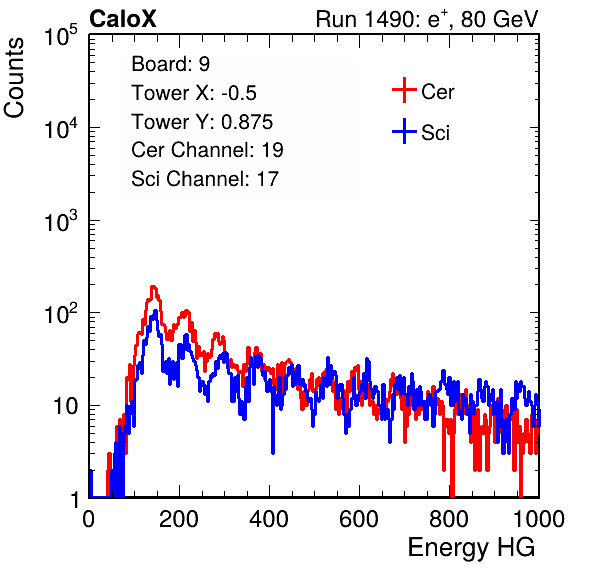 CaloX Run 1490: e⁺, 80 GeV
Counts
10⁵
10⁴
10³
10²
10
1
Board: 9
Tower X: -0.5
Tower Y: 0.875
Cer Channel: 19
Sci Channel: 17
Cer
Sci
0 200 400 600 800 1000
Energy HG